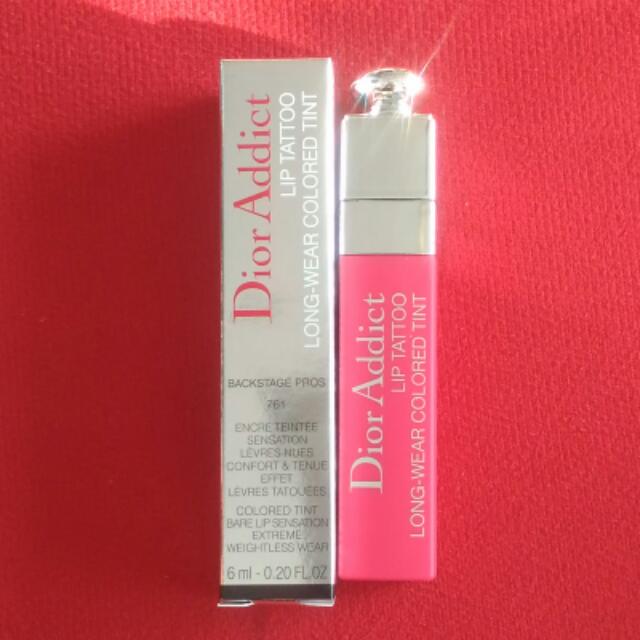 Dior Addict
LIP TATTOO
LONG-WEAR COLORED TINT
BACKSTAGE PROS
761
ENCRE TEINTÉE
SENSATION
LÈVRES NUES
CONFORT & TENUE
EFFET
LÈVRES TATOUÉES
COLORED TINT
BARE LIP SENSATION
EXTREME
WEIGHTLESS WEAR
6 ml - 0.20 FL.OZ
Dior Addict
LIP TATTOO
LONG-WEAR COLORED TINT